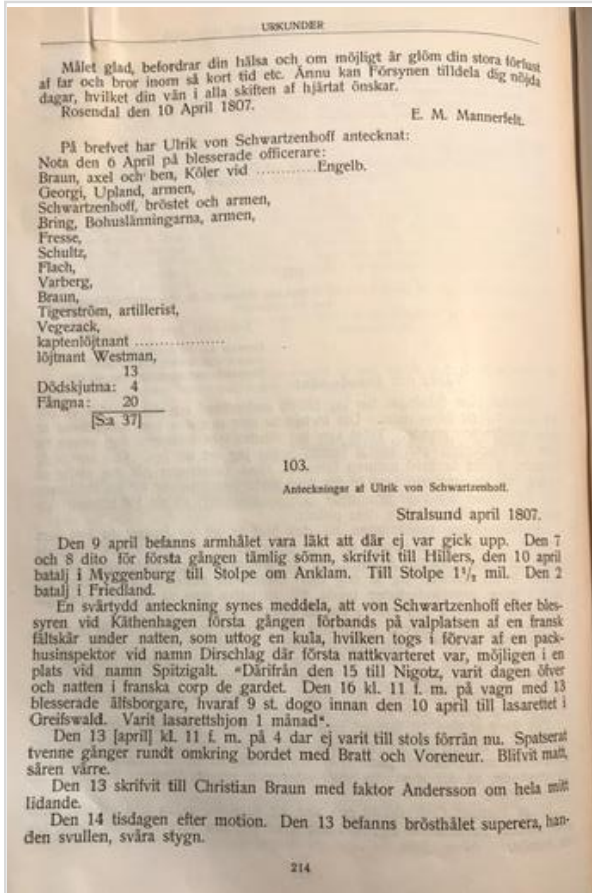 URKUNDER
Målet glad, befordrar din hälsa och om möjligt är glöm din stora förlust
af far och bror inom så kort tid etc. Ännu kan Försynen tilldela dig nöjda
dagar, hvilket din vän i alla skiften af hjärtat önskar.
Rosendal den 10 April 1807.
E. M. Mannerfelt.
På brefvet har Ulrik von Schwartzenhoff antecknat:
Nota den 6 April på blesserade officerare:
Braun, axel och ben, Köler vid ............Engelb.
Georgi, Upland, armen,
Schwartzenhoff, bröstet och armen,
Bring, Bohuslänningarna, armen,
Fresse,
Schultz,
Flach,
Varberg,
Braun,
Tigerström, artillerist,
Vegezack,
kaptenlöjtnant ..................
löjtnant Westman,
13
Dödskjutna: 4
Fångna: 20
[S:a 37]
103.
Anteckningar af Ulrik von Schwartzenhoff.
Stralsund april 1807.
Den 9 april befanns armhålet vara läkt att där ej var gick upp. Den 7
och 8 dito för första gången tämlig sömn, skrifvit till Hillers, den 10 april
batalj i Myggenburg till Stolpe om Anklam. Till Stolpe 1½ mil. Den 2
batalj i Friedland.
En svårtydd anteckning synes meddela, att von Schwartzenhoff efter bles-
syren vid Käthenhagen första gången förbands på valplatsen af en fransk
fältskär under natten, som uttog en kula, hvilken togs i förvar af en pack-
husinspektor vid namn Dirschlag där första nattkvarteret var, möjligen i en
plats vid namn Spitzigalt. "Därifrån den 15 till Nigotz, varit dagen öfver
och natten i franska corp de gardet. Den 16 kl. 11 f. m. på vagn med 13
blesserade älfsborgare, hvaraf 9 st. dogo innan den 10 april till lasarettet i
Greifswald. Varit lasarettshjon 1 månad".
Den 13 [april] kl. 11 f. m. på 4 dar ej varit till stols förrän nu. Spatserat
tvenne gånger rundt omkring bordet med Bratt och Voreneur. Blifvit matt,
såren värre.
Den 13 skrifvit till Christian Braun med faktor Andersson om hela mitt
lidande.
Den 14 tisdagen efter motion. Den 13 befanns brösthålet superera, han-
den svullen, svåra stygn.
214